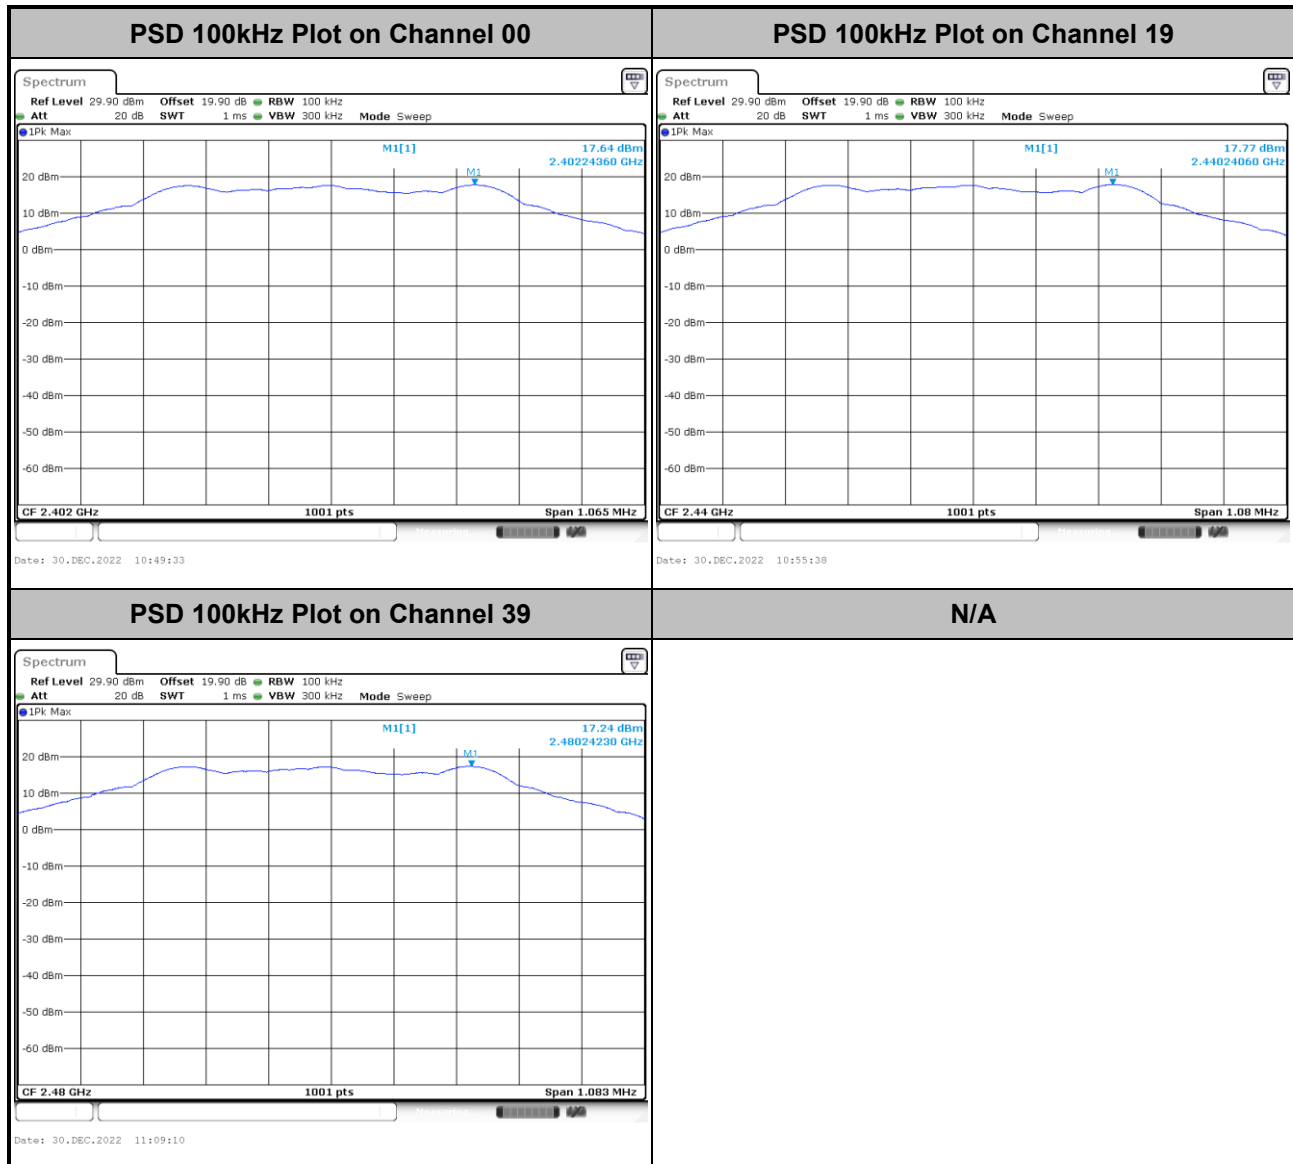 PSD 100kHz Plot on Channel 00
PSD 100kHz Plot on Channel 19
Spectrum
Ref Level 29.90 dBm Offset 19.90 dB RBW 100 kHz
Att 20 dB SWT 1 ms VBW 300 kHz Mode Sweep
1Pk Max
M1[1] 17.64 dBm
2.40224360 GHz
M1
20 dBm
10 dBm
0 dBm
-10 dBm
-20 dBm
-30 dBm
-40 dBm
-50 dBm
-60 dBm
CF 2.402 GHz 1001 pts Span 1.065 MHz
Measuring
Date: 30.DEC.2022 10:49:33
Spectrum
Ref Level 29.90 dBm Offset 19.90 dB RBW 100 kHz
Att 20 dB SWT 1 ms VBW 300 kHz Mode Sweep
1Pk Max
M1[1] 17.77 dBm
2.44024060 GHz
M1
20 dBm
10 dBm
0 dBm
-10 dBm
-20 dBm
-30 dBm
-40 dBm
-50 dBm
-60 dBm
CF 2.44 GHz 1001 pts Span 1.08 MHz
Measuring
Date: 30.DEC.2022 10:55:38
PSD 100kHz Plot on Channel 39
N/A
Spectrum
Ref Level 29.90 dBm Offset 19.90 dB RBW 100 kHz
Att 20 dB SWT 1 ms VBW 300 kHz Mode Sweep
1Pk Max
M1[1] 17.24 dBm
2.48024230 GHz
M1
20 dBm
10 dBm
0 dBm
-10 dBm
-20 dBm
-30 dBm
-40 dBm
-50 dBm
-60 dBm
CF 2.48 GHz 1001 pts Span 1.083 MHz
Measuring
Date: 30.DEC.2022 11:09:10